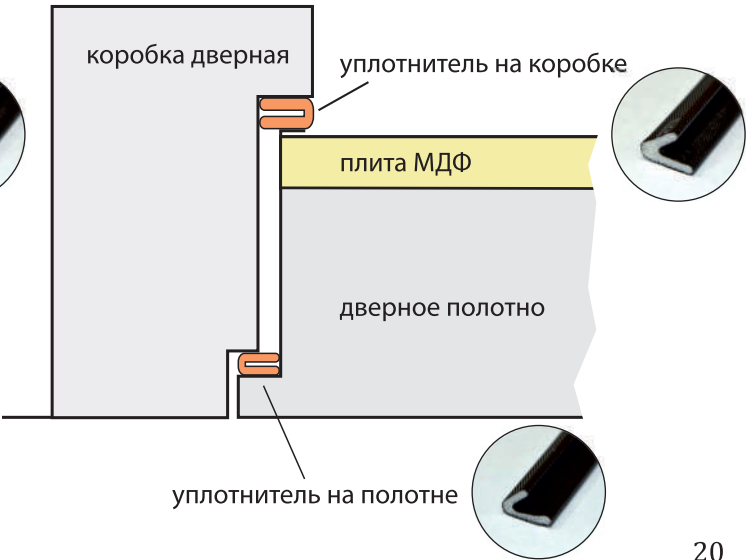 коробка дверная
уплотнитель на коробке
плита МДФ
дверное полотно
уплотнитель на полотне
20